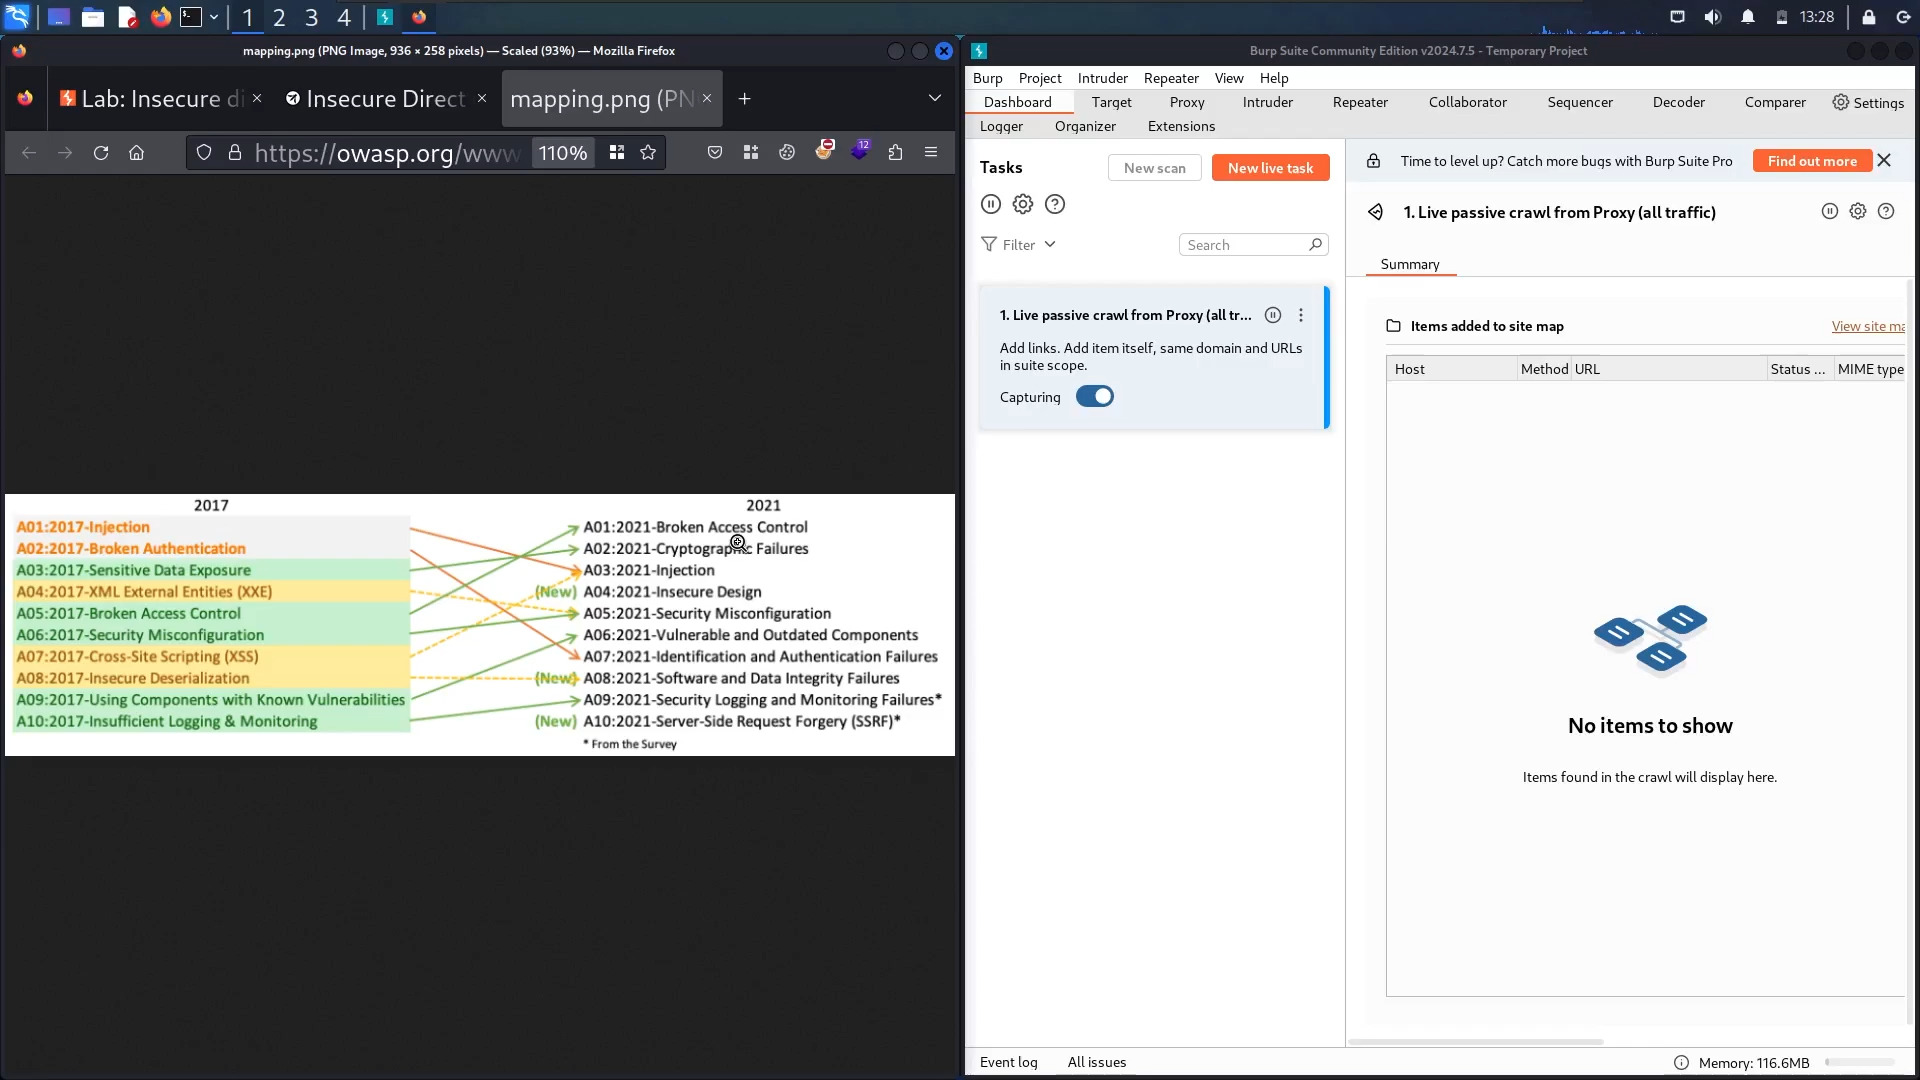 1 2 3 4
13:28
mapping.png (PNG Image, 936 × 258 pixels) — Scaled (93%) — Mozilla Firefox
Lab: Insecure di
Insecure Direct
mapping.png (PN
https://owasp.org/www
110%
12
2017
A01:2017-Injection
A02:2017-Broken Authentication
A03:2017-Sensitive Data Exposure
A04:2017-XML External Entities (XXE)
A05:2017-Broken Access Control
A06:2017-Security Misconfiguration
A07:2017-Cross-Site Scripting (XSS)
A08:2017-Insecure Deserialization
A09:2017-Using Components with Known Vulnerabilities
A10:2017-Insufficient Logging & Monitoring
2021
A01:2021-Broken Access Control
A02:2021-Cryptographic Failures
A03:2021-Injection
(New) A04:2021-Insecure Design
A05:2021-Security Misconfiguration
A06:2021-Vulnerable and Outdated Components
A07:2021-Identification and Authentication Failures
(New) A08:2021-Software and Data Integrity Failures
A09:2021-Security Logging and Monitoring Failures*
(New) A10:2021-Server-Side Request Forgery (SSRF)*
* From the Survey
Burp Suite Community Edition v2024.7.5 - Temporary Project
Burp Project Intruder Repeater View Help
Dashboard Target Proxy Intruder Repeater Collaborator Sequencer Decoder Comparer Settings
Logger Organizer Extensions
Tasks
New scan
New live task
Filter
Search
1. Live passive crawl from Proxy (all tr...
Add links. Add item itself, same domain and URLs
in suite scope.
Capturing
Time to level up? Catch more bugs with Burp Suite Pro
Find out more
1. Live passive crawl from Proxy (all traffic)
Summary
Items added to site map
View site ma
Host Method URL Status ... MIME type
No items to show
Items found in the crawl will display here.
Event log All issues
Memory: 116.6MB